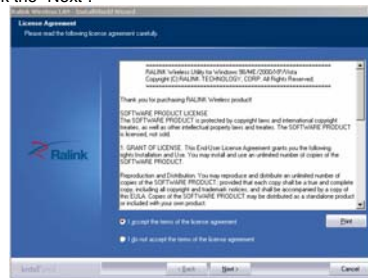 k the "Next".
Ralink Wireless LAN - InstallShield Wizard
License Agreement
Please read the following license agreement carefully.
RALINK Wireless Utility for Windows 98/ME/2000/XP/Vista
Copyright (C) RALINK TECHNOLOGY, CORP. All Rights Reserved.
Thank you for purchasing RALINK Wireless product!
SOFTWARE PRODUCT LICENSE
The SOFTWARE PRODUCT is protected by copyright laws and international copyright
treaties, as well as other intellectual property laws and treaties. The SOFTWARE PRODUCT
is licensed, not sold.
1. GRANT OF LICENSE. This End-User License Agreement grants you the following
rights Installation and Use. You may install and use an unlimited number of copies of the
SOFTWARE PRODUCT.
Reproduction and Distribution. You may reproduce and distribute an unlimited number of
copies of the SOFTWARE PRODUCT; provided that each copy shall be a true and complete
copy, including all copyright and trademark notices, and shall be accompanied by a copy of
this EULA. Copies of the SOFTWARE PRODUCT may be distributed as a standalone product
or included with your own product.
Ralink
I accept the terms of the license agreement
Print
I do not accept the terms of the license agreement
InstallShield
< Back
Next >
Cancel